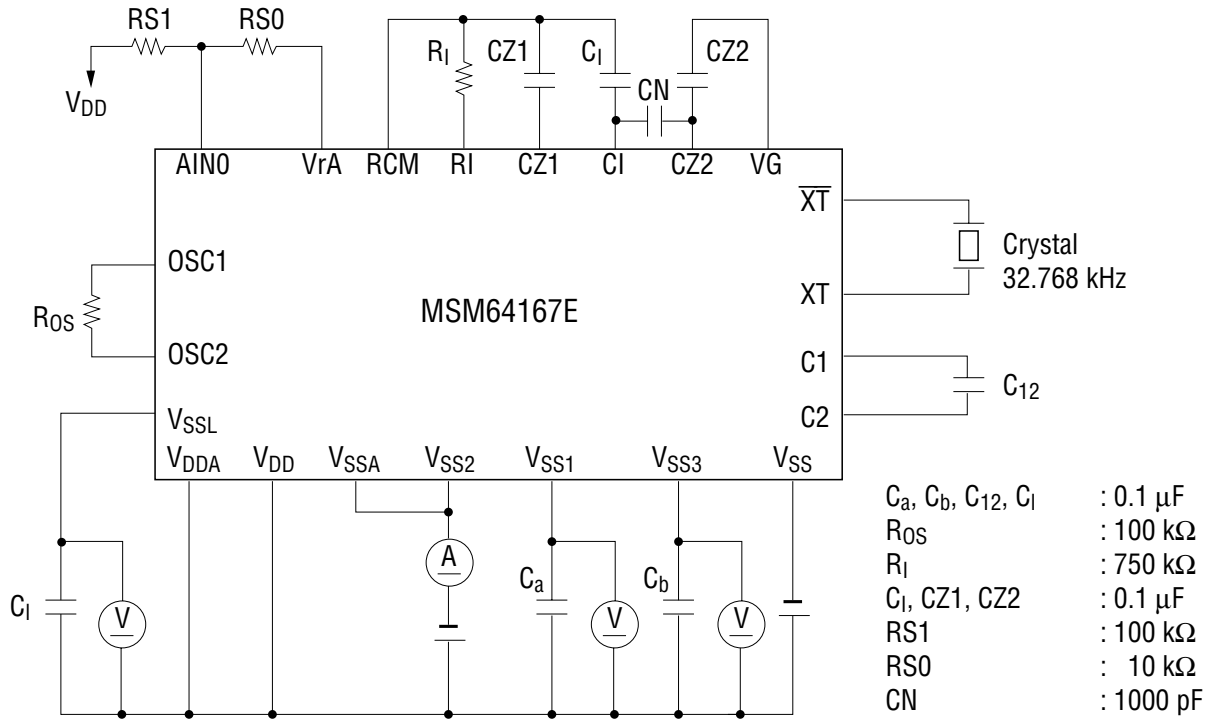 RS1 RS0
V_DD
R_I CZ1 C_I CZ2
CN
AIN0 VrA RCM RI CZ1 CI CZ2 VG
X̅T̅
Crystal
32.768 kHz
XT
OSC1
R_OS
OSC2
MSM64167E
C1
C_12
C2
V_SSL
V_DDA V_DD V_SSA V_SS2 V_SS1 V_SS3 V_SS
C_l V A C_a V C_b V
C_a, C_b, C_12, C_l : 0.1 μF
R_OS : 100 kΩ
R_I : 750 kΩ
C_I, CZ1, CZ2 : 0.1 μF
RS1 : 100 kΩ
RS0 : 10 kΩ
CN : 1000 pF